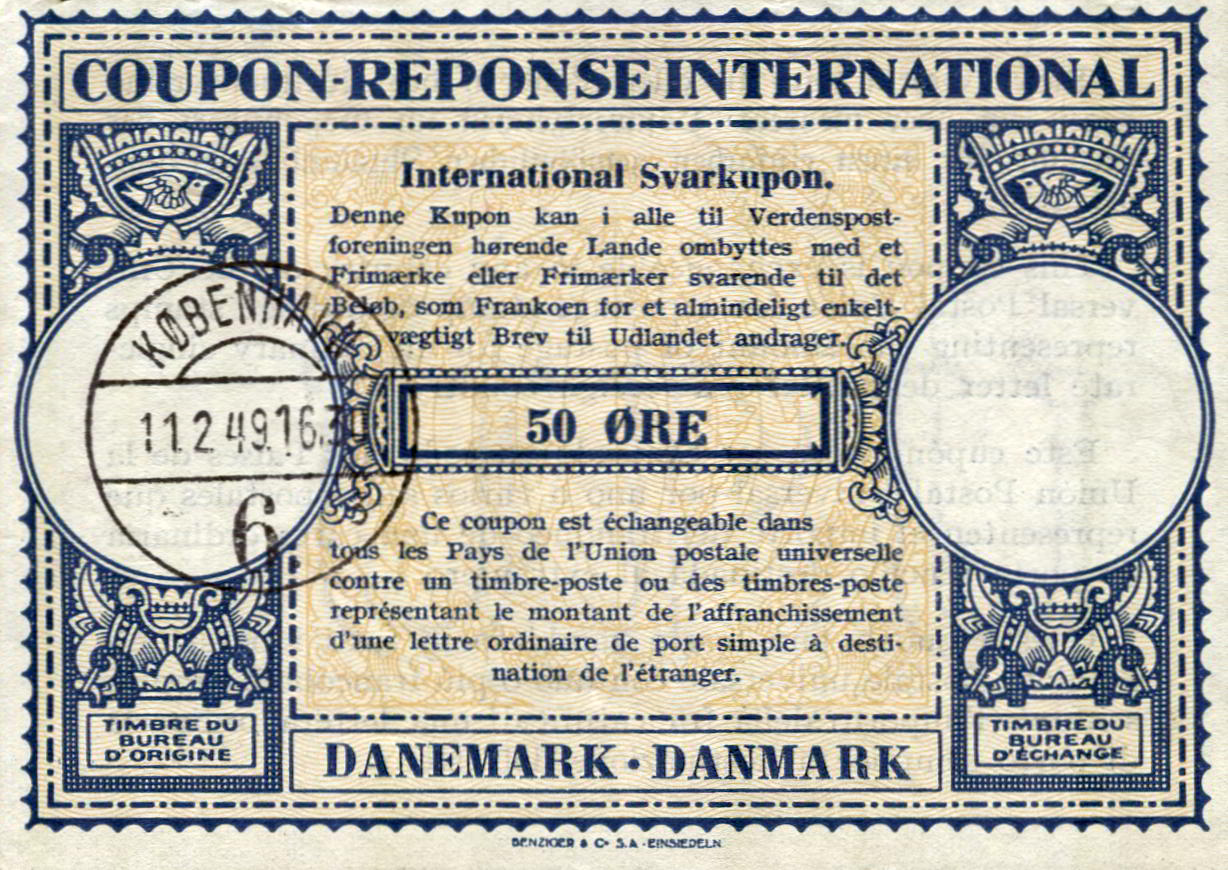 COUPON-REPONSE INTERNATIONAL
International Svarkupon.
Denne Kupon kan i alle til Verdenspost-
foreningen hørende Lande ombyttes med et
Frimærke eller Frimærker svarende til det
Beløb, som Frankoen for et almindeligt enkelt-
vægtigt Brev til Udlandet andrager.
KØBENHAVN
11.2.49.16.30
6
50 ØRE
Ce coupon est échangeable dans
tous les Pays de l'Union postale universelle
contre un timbre-poste ou des timbres-poste
représentant le montant de l'affranchissement
d'une lettre ordinaire de port simple à desti-
nation de l'étranger.
TIMBRE DU
BUREAU
D'ORIGINE
DANEMARK · DANMARK
TIMBRE DU
BUREAU
D'ÉCHANGE
BENZIGER & Co S.A - EINSIEDELN